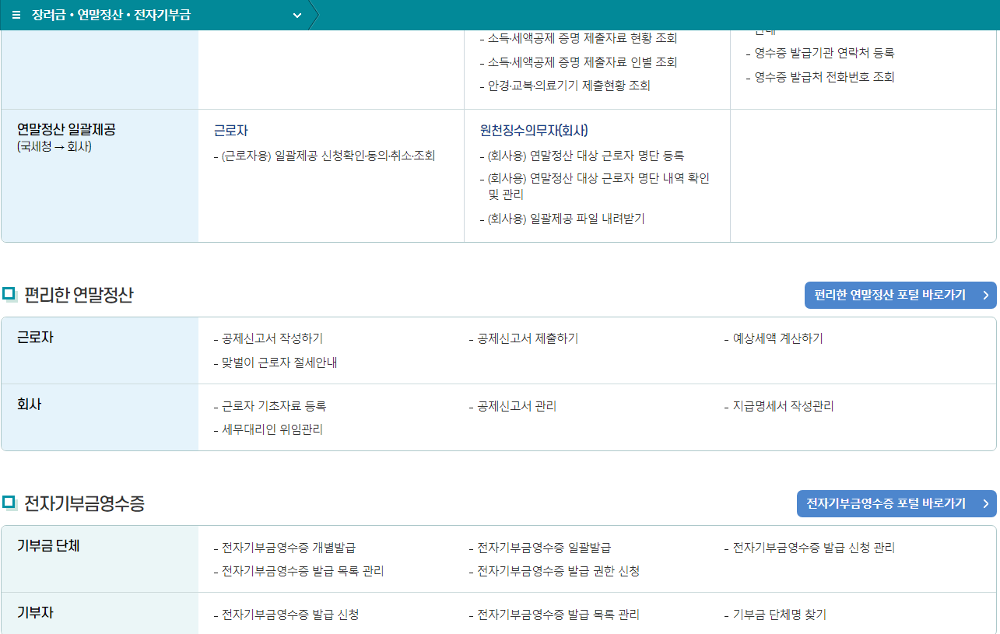 장려금 • 연말정산 • 전자기부금
- 소득·세액공제 증명 제출자료 현황 조회
- 소득·세액공제 증명 제출자료 인별 조회
- 안경·교복·의료기기 제출현황 조회
- 영수증 발급기관 연락처 등록
- 영수증 발급처 전화번호 조회
연말정산 일괄제공
(국세청 → 회사)
근로자
- (근로자용) 일괄제공 신청확인·동의·취소·조회
원천징수의무자(회사)
- (회사용) 연말정산 대상 근로자 명단 등록
- (회사용) 연말정산 대상 근로자 명단 내역 확인
및 관리
- (회사용) 일괄제공 파일 내려받기
편리한 연말정산
편리한 연말정산 포털 바로가기
근로자
- 공제신고서 작성하기
- 공제신고서 제출하기
- 예상세액 계산하기
- 맞벌이 근로자 절세안내
회사
- 근로자 기초자료 등록
- 공제신고서 관리
- 지급명세서 작성관리
- 세무대리인 위임관리
전자기부금영수증
전자기부금영수증 포털 바로가기
기부금 단체
- 전자기부금영수증 개별발급
- 전자기부금영수증 일괄발급
- 전자기부금영수증 발급 신청 관리
- 전자기부금영수증 발급 목록 관리
- 전자기부금영수증 발급 권한 신청
기부자
- 전자기부금영수증 발급 신청
- 전자기부금영수증 발급 목록 관리
- 기부금 단체명 찾기